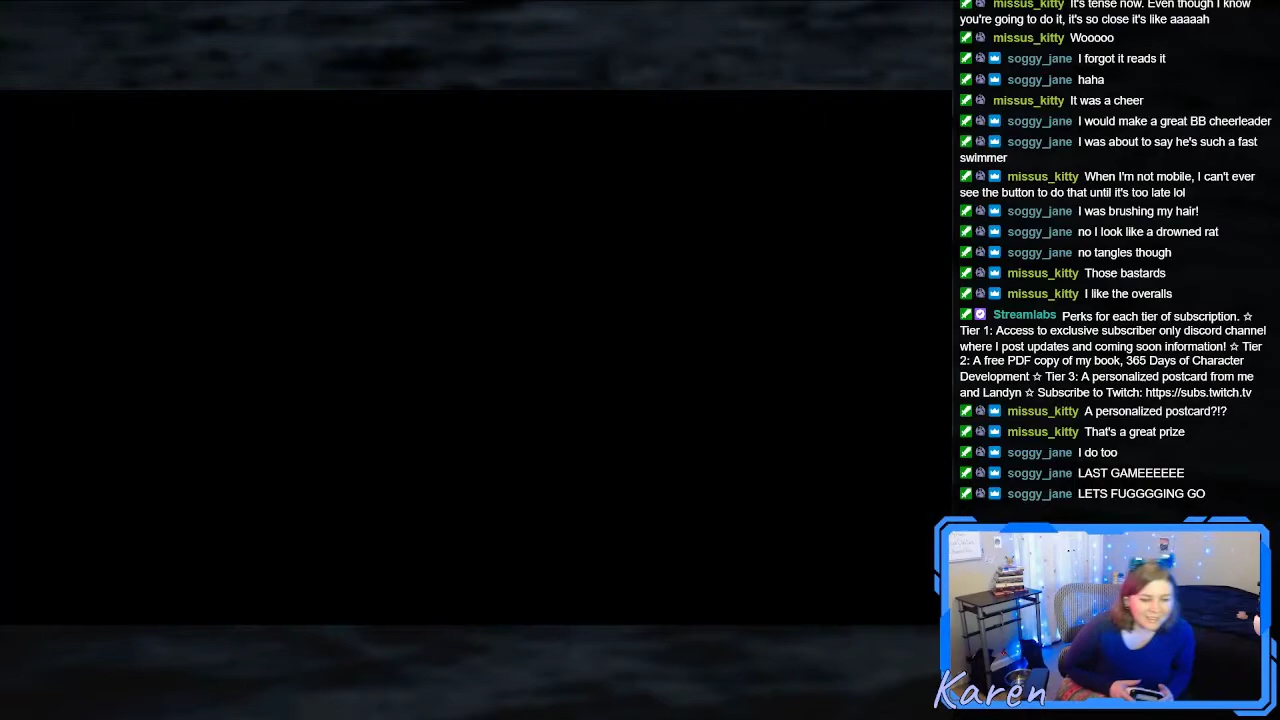 missus_kitty It's tense now. Even though I know
you're going to do it, it's so close it's like aaaaah
missus_kitty Wooooo
soggy_jane I forgot it reads it
soggy_jane haha
missus_kitty It was a cheer
soggy_jane I would make a great BB cheerleader
soggy_jane I was about to say he's such a fast
swimmer
missus_kitty When I'm not mobile, I can't ever
see the button to do that until it's too late lol
soggy_jane I was brushing my hair!
soggy_jane no I look like a drowned rat
soggy_jane no tangles though
missus_kitty Those bastards
missus_kitty I like the overalls
Streamlabs Perks for each tier of subscription. ☆
Tier 1: Access to exclusive subscriber only discord channel
where I post updates and coming soon information! ☆ Tier
2: A free PDF copy of my book, 365 Days of Character
Development ☆ Tier 3: A personalized postcard from me
and Landyn ☆ Subscribe to Twitch: https://subs.twitch.tv
missus_kitty A personalized postcard?!?
missus_kitty That's a great prize
soggy_jane I do too
soggy_jane LAST GAMEEEEEE
soggy_jane LETS FUGGGGING GO
Karen